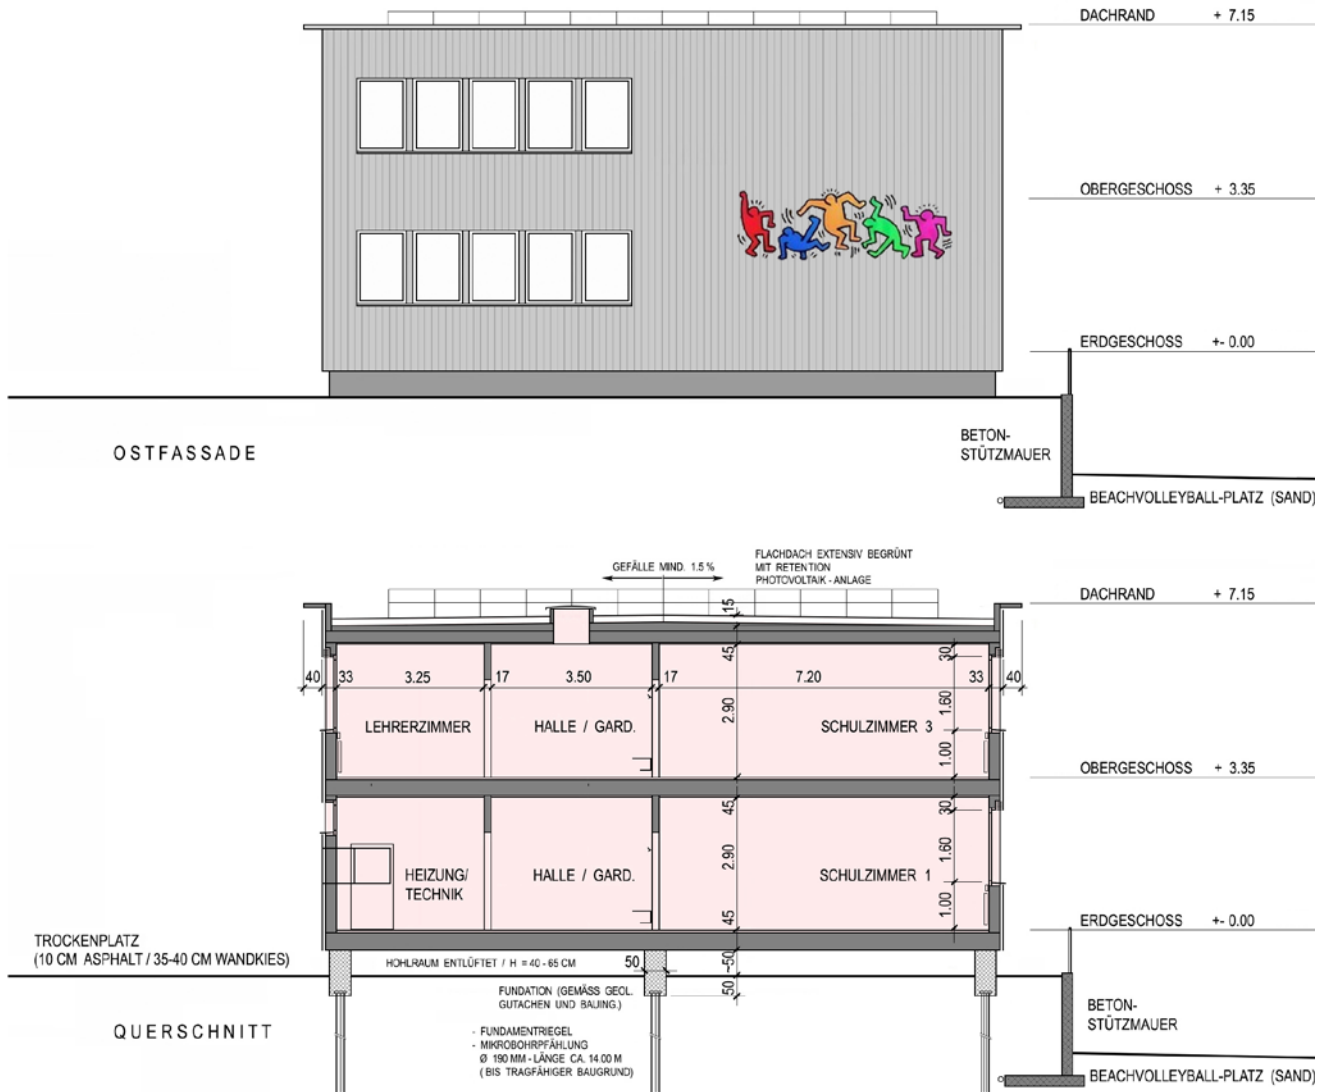 DACHRAND + 7.15
OBERGESCHOSS + 3.35
ERDGESCHOSS +- 0.00
OSTFASSADE
BETON-
STÜTZMAUER
BEACHVOLLEYBALL-PLATZ (SAND)
GEFÄLLE MIND. 1.5 %
FLACHDACH EXTENSIV BEGRÜNT
MIT RETENTION
PHOTOVOLTAIK - ANLAGE
DACHRAND + 7.15
15
45
30
40 33 3.25 17 3.50 17 7.20 33 40
2.90
1.60
LEHRERZIMMER HALLE / GARD. SCHULZIMMER 3
1.00
OBERGESCHOSS + 3.35
45
30
2.90
1.60
HEIZUNG/
TECHNIK
HALLE / GARD.
SCHULZIMMER 1
1.00
45
ERDGESCHOSS +- 0.00
TROCKENPLATZ
(10 CM ASPHALT / 35-40 CM WANDKIES)
HOHLRAUM ENTLÜFTET / H = 40 - 65 CM
50
~50
50
FUNDATION (GEMÄSS GEOL.
GUTACHEN UND BAUING.)
QUERSCHNITT
- FUNDAMENTRIEGEL
- MIKROBOHRPFÄHLUNG
Ø 190 MM - LÄNGE CA. 14.00 M
( BIS TRAGFÄHIGER BAUGRUND)
BETON-
STÜTZMAUER
BEACHVOLLEYBALL-PLATZ (SAND)